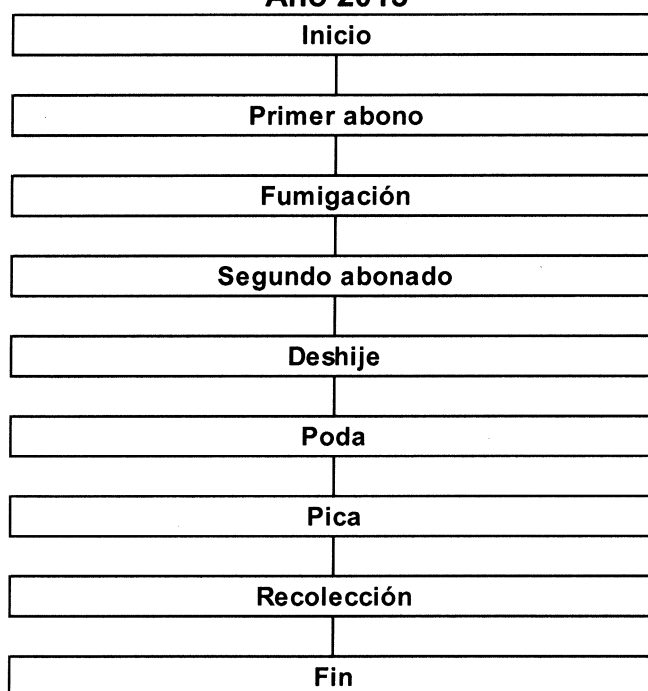 Inicio
Primer abono
Fumigación
Segundo abonado
Deshije
Poda
Pica
Recolección
Fin